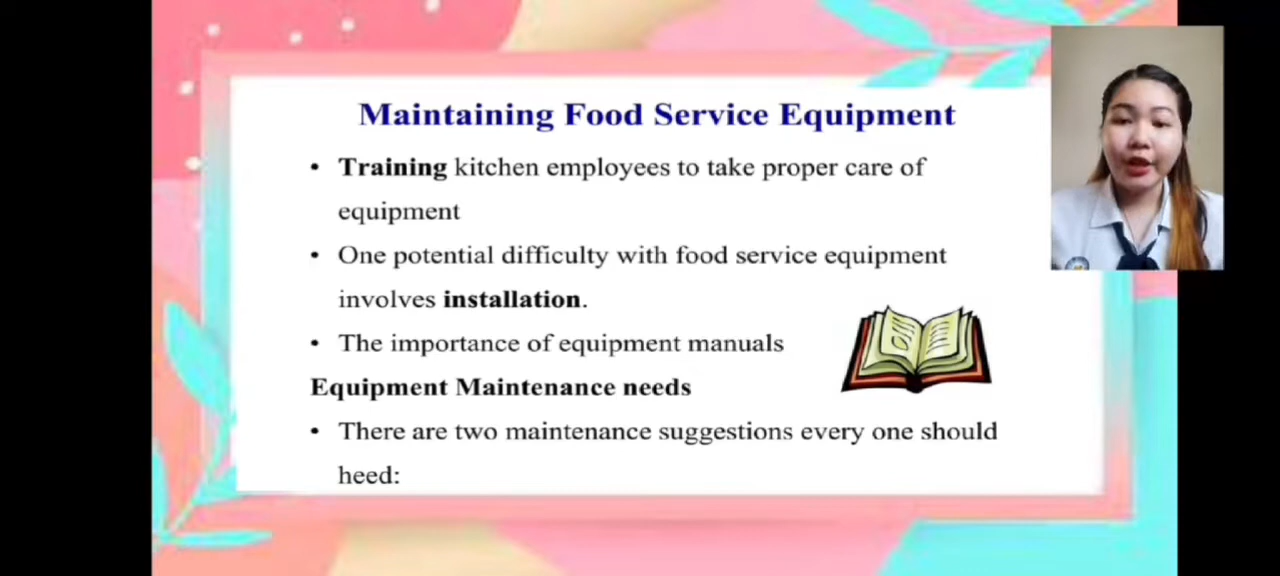 Maintaining Food Service Equipment
• Training kitchen employees to take proper care of
equipment
• One potential difficulty with food service equipment
involves installation.
• The importance of equipment manuals
Equipment Maintenance needs
• There are two maintenance suggestions every one should
heed: